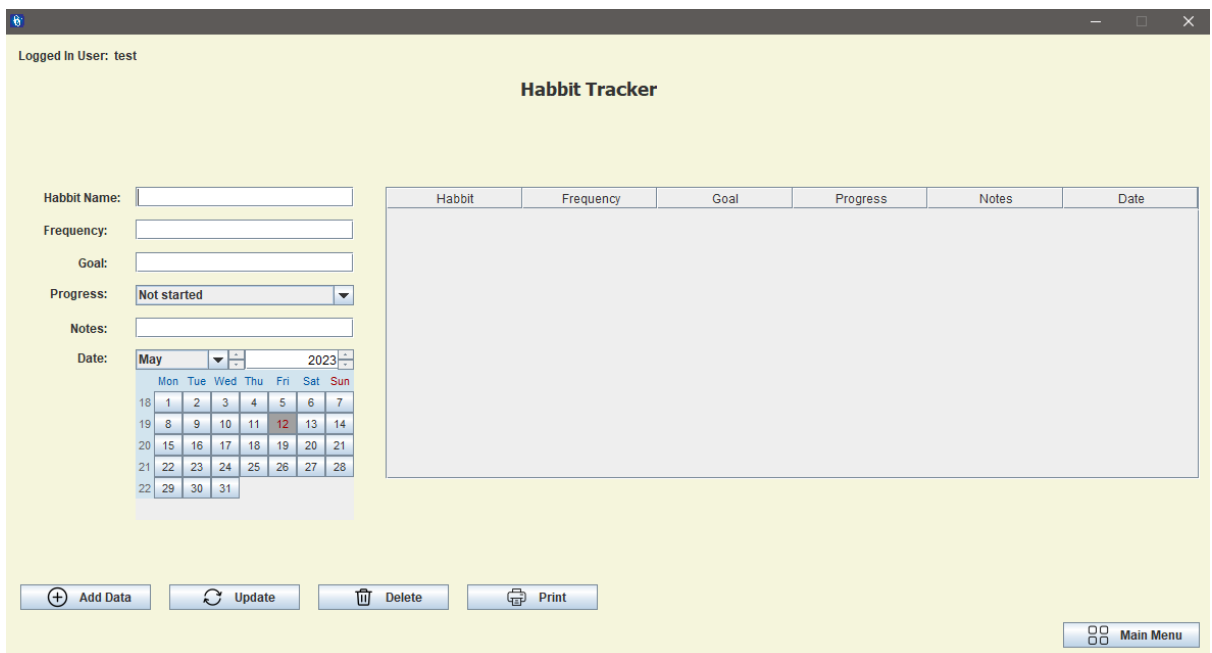 Logged In User: test
Habbit Tracker
Habbit Name:
Frequency:
Goal:
Progress: Not started
Notes:
Date: May 2023
Mon Tue Wed Thu Fri Sat Sun
18 1 2 3 4 5 6 7
19 8 9 10 11 12 13 14
20 15 16 17 18 19 20 21
21 22 23 24 25 26 27 28
22 29 30 31
Habbit Frequency Goal Progress Notes Date
Add Data Update Delete Print
Main Menu